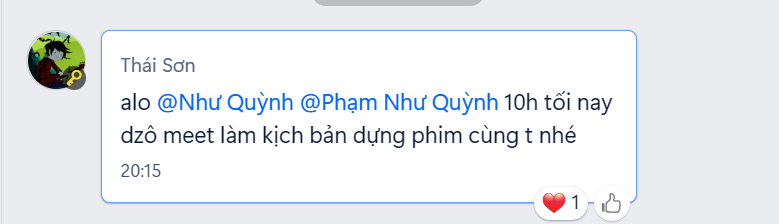 Thái Sơn
alo @Như Quỳnh @Phạm Như Quỳnh 10h tối nay
dzô meet làm kịch bản dựng phim cùng t nhé
20:15
1